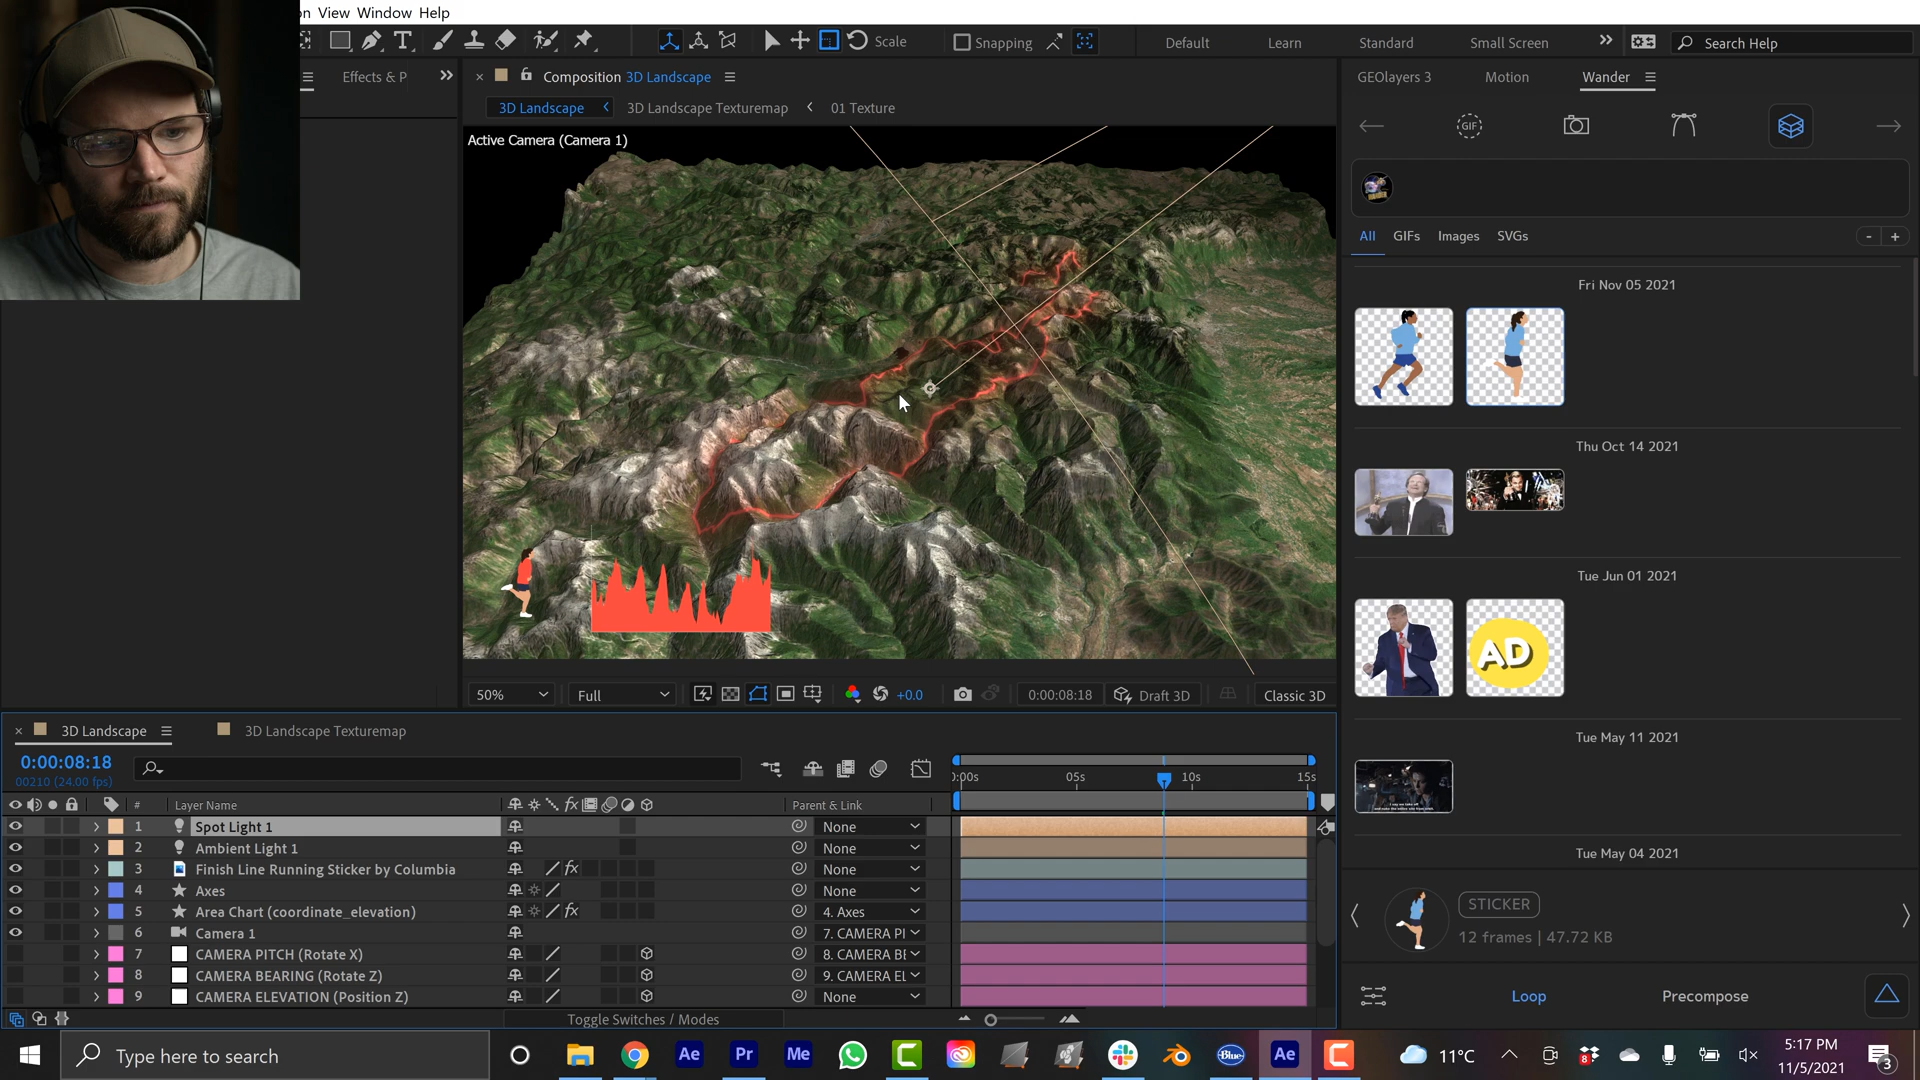 on View Window Help
Scale
Snapping
Default
Learn
Standard
Small Screen
Search Help
Effects & P
Composition 3D Landscape
3D Landscape
3D Landscape Texturemap
01 Texture
Active Camera (Camera 1)
GEOlayers 3
Motion
Wander
GIF
All
GIFs
Images
SVGs
- +
Fri Nov 05 2021
Thu Oct 14 2021
Tue Jun 01 2021
AD
Tue May 11 2021
Tue May 04 2021
STICKER
12 frames | 47.72 KB
Loop
Precompose
50%
Full
+0.0
0:00:08:18
Draft 3D
Classic 3D
3D Landscape
3D Landscape Texturemap
0:00:08:18
00210 (24.00 fps)
0:00s
05s
10s
15s
# Layer Name
fx
Parent & Link
1 Spot Light 1 None
2 Ambient Light 1 None
3 Finish Line Running Sticker by Columbia fx None
4 Axes None
5 Area Chart (coordinate_elevation) fx 4. Axes
6 Camera 1 7. CAMERA PI
7 CAMERA PITCH (Rotate X) 8. CAMERA BE
8 CAMERA BEARING (Rotate Z) 9. CAMERA EL
9 CAMERA ELEVATION (Position Z) None
Toggle Switches / Modes
Type here to search
Ae
Pr
Me
Blue
Ae
8
11°C
5:17 PM
11/5/2021
3